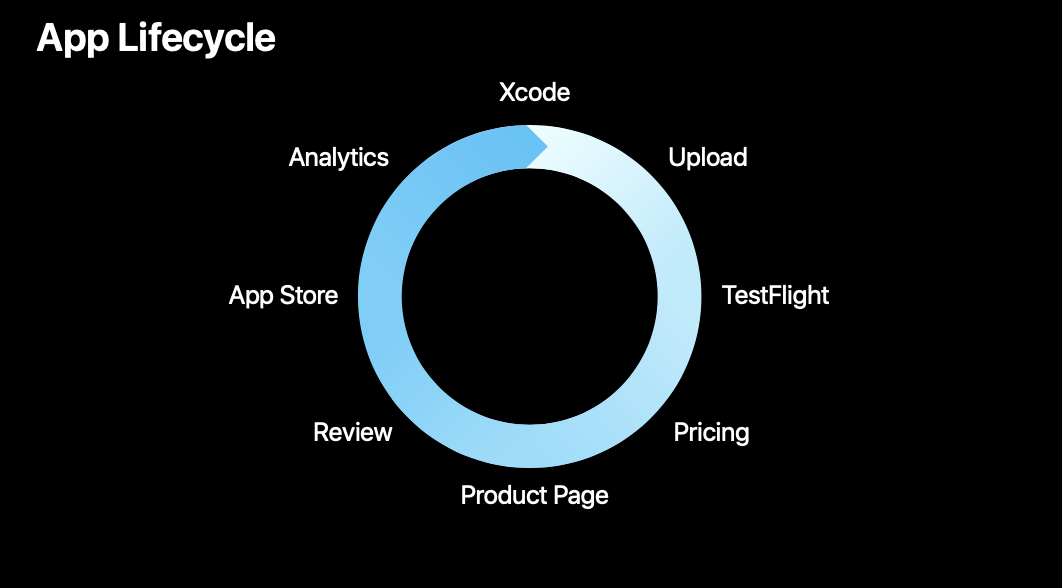 App Lifecycle
Xcode
Upload
TestFlight
Pricing
Product Page
Review
App Store
Analytics